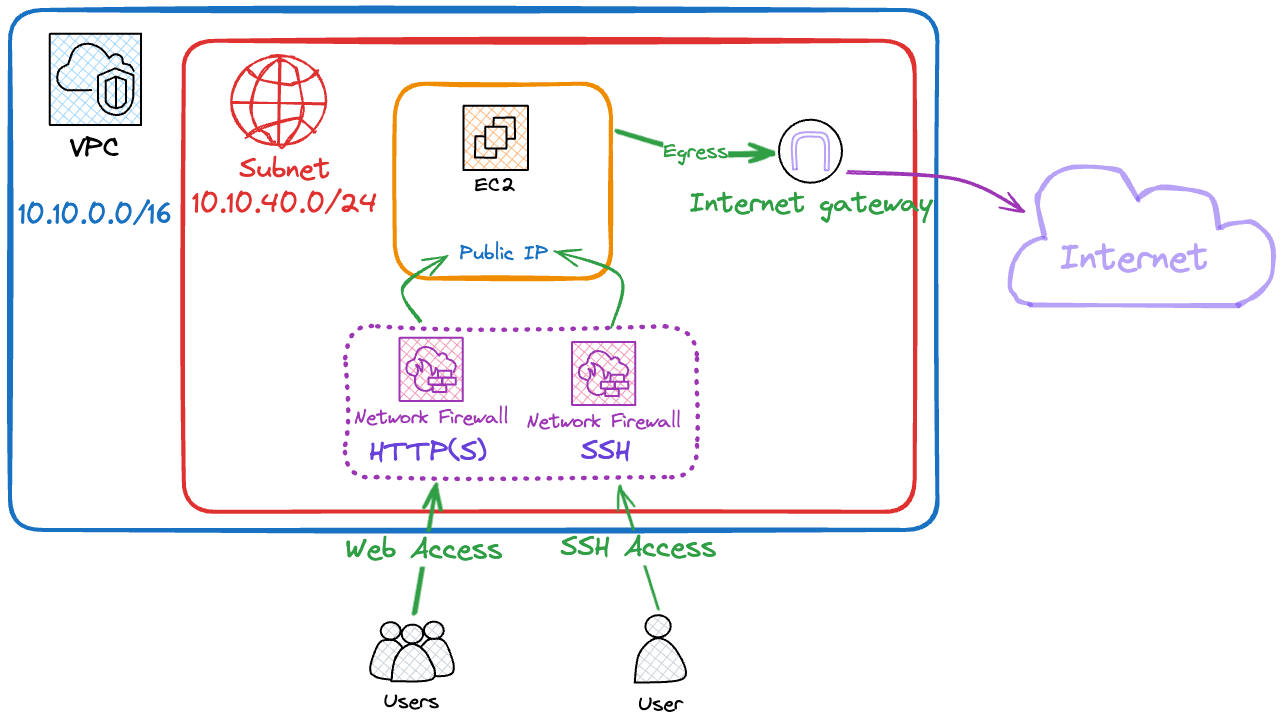 VPC
10.10.0.0/16
Subnet
10.10.40.0/24
EC2
Public IP
Egress
Internet gateway
Internet
Network Firewall
HTTP(S)
Network Firewall
SSH
Web Access
SSH Access
Users
User